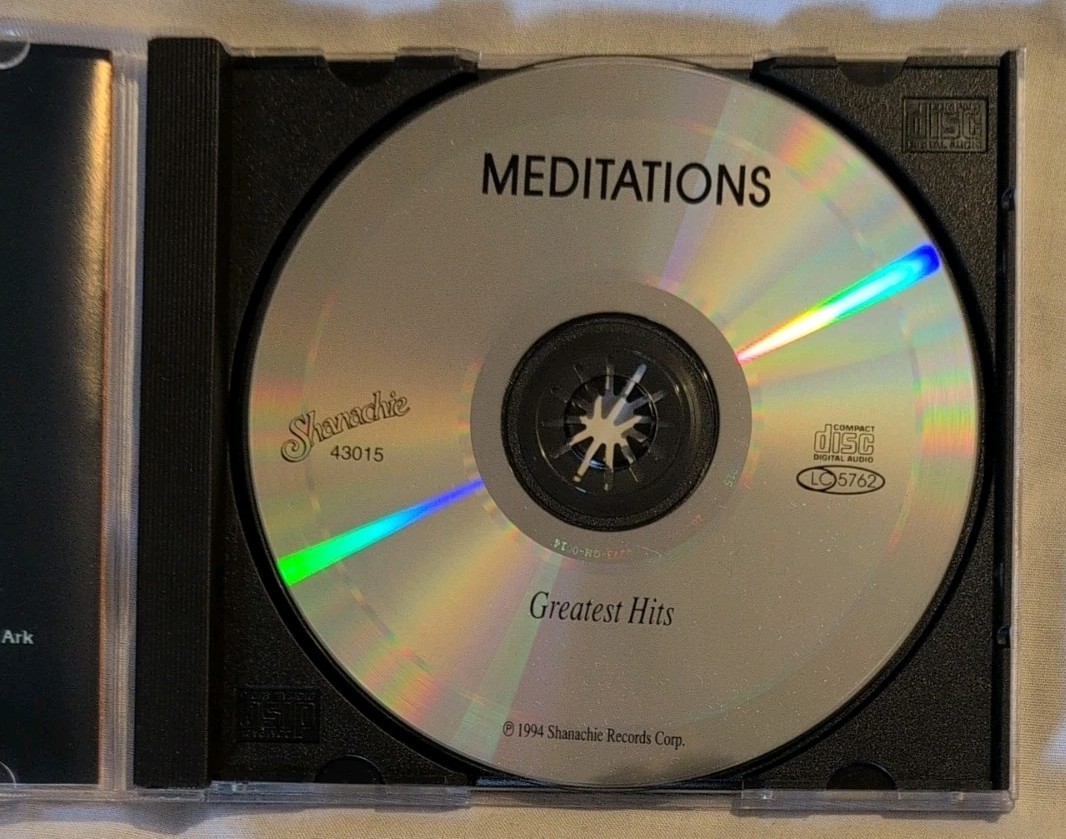 MEDITATIONS
disc
DIGITAL AUDIO
Shanachie
43015
COMPACT
disc
DIGITAL AUDIO
LC 5762
Greatest Hits
Ark
℗ 1994 Shanachie Records Corp.